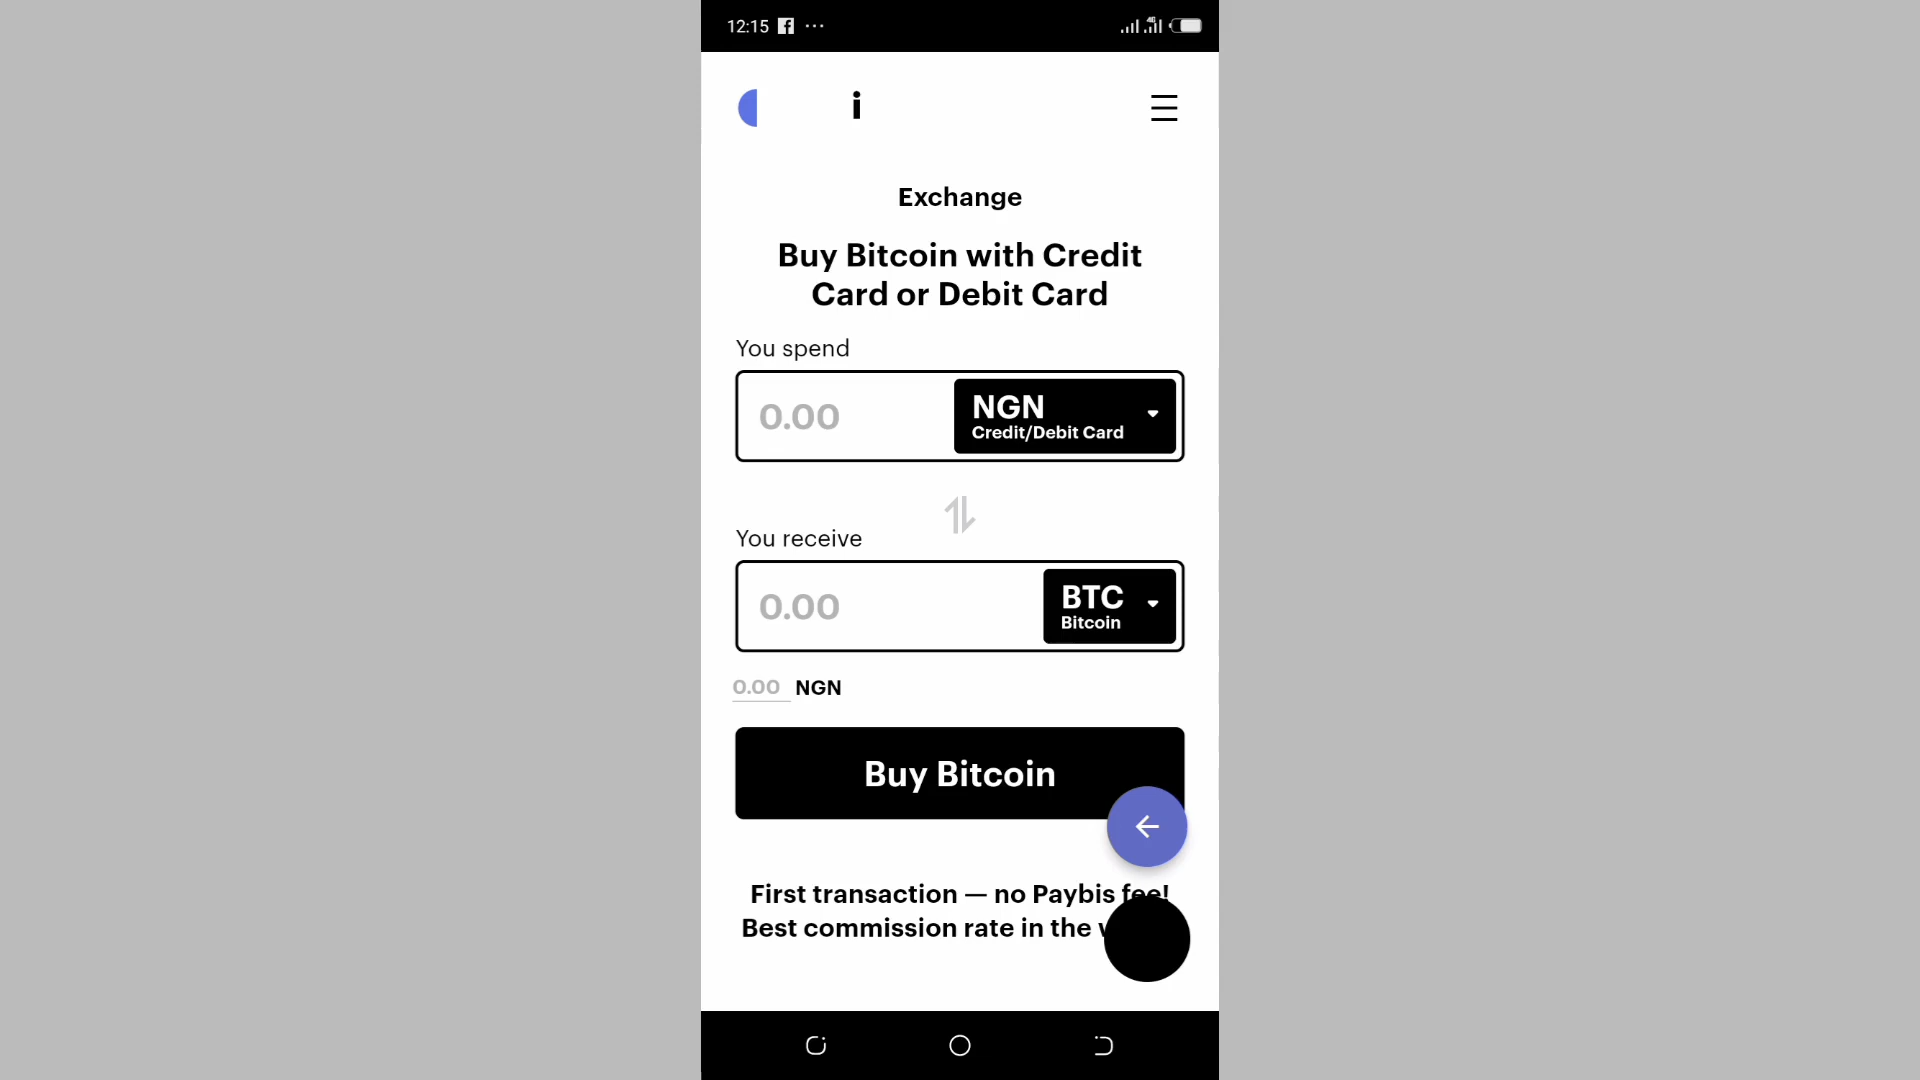 12:15
i
Exchange
Buy Bitcoin with Credit
Card or Debit Card
You spend
0.00
NGN
Credit/Debit Card
You receive
0.00
BTC
Bitcoin
0.00 NGN
Buy Bitcoin
First transaction — no Paybis fee!
Best commission rate in the